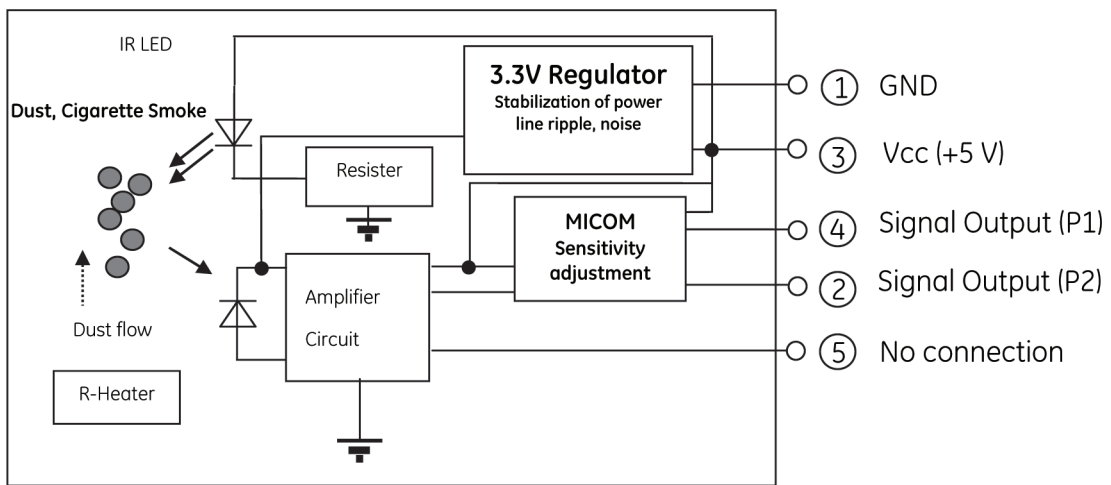 IR LED
Dust, Cigarette Smoke
3.3V Regulator
Stabilization of power
line ripple, noise
Resister
MICOM
Sensitivity
adjustment
Amplifier
Circuit
Dust flow
R-Heater
① GND
③ Vcc (+5 V)
④ Signal Output (P1)
② Signal Output (P2)
⑤ No connection